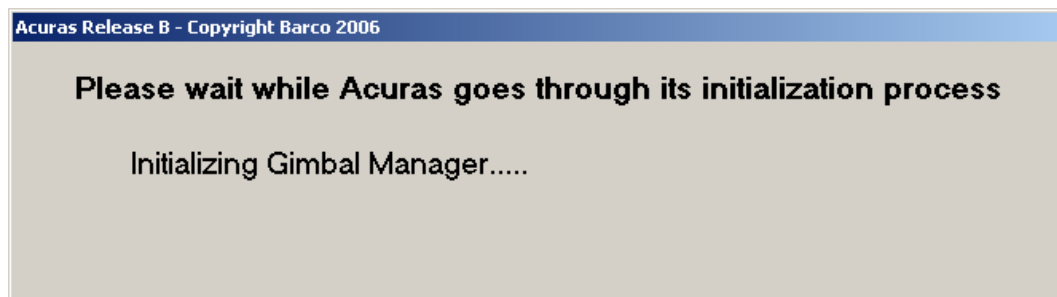 Acuras Release B - Copyright Barco 2006
Please wait while Acuras goes through its initialization process
Initializing Gimbal Manager.....